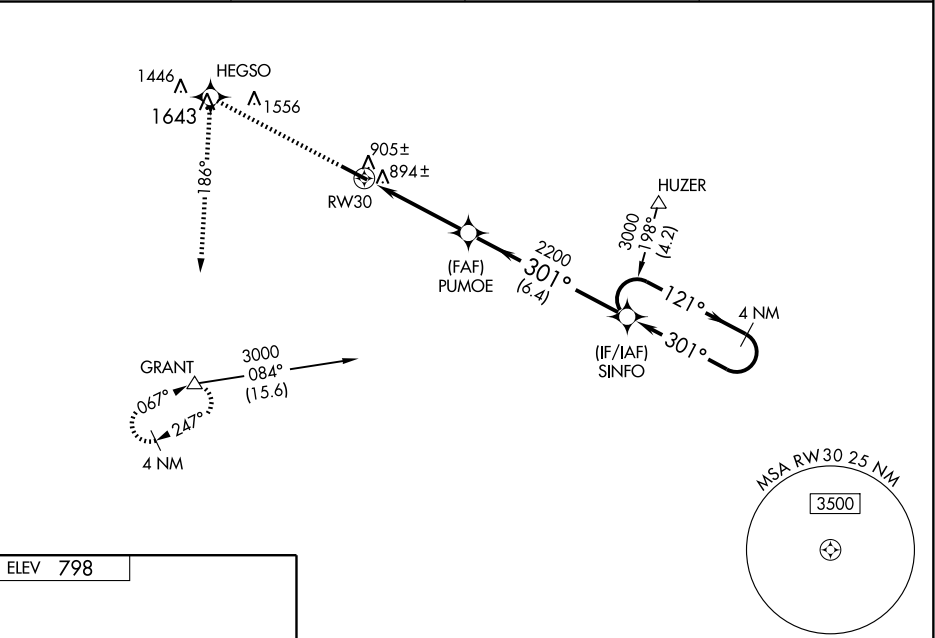 HEGSO
1446
1643
1556
186°
905±
894±
RW30
HUZER
3000
198°
(4.2)
2200
301°
(6.4)
(FAF)
PUMOE
121°
4 NM
301°
(IF/IAF)
SINFO
GRANT
3000
084°
(15.6)
067°
247°
4 NM
MSA RW30 25 NM
3500
ELEV 798